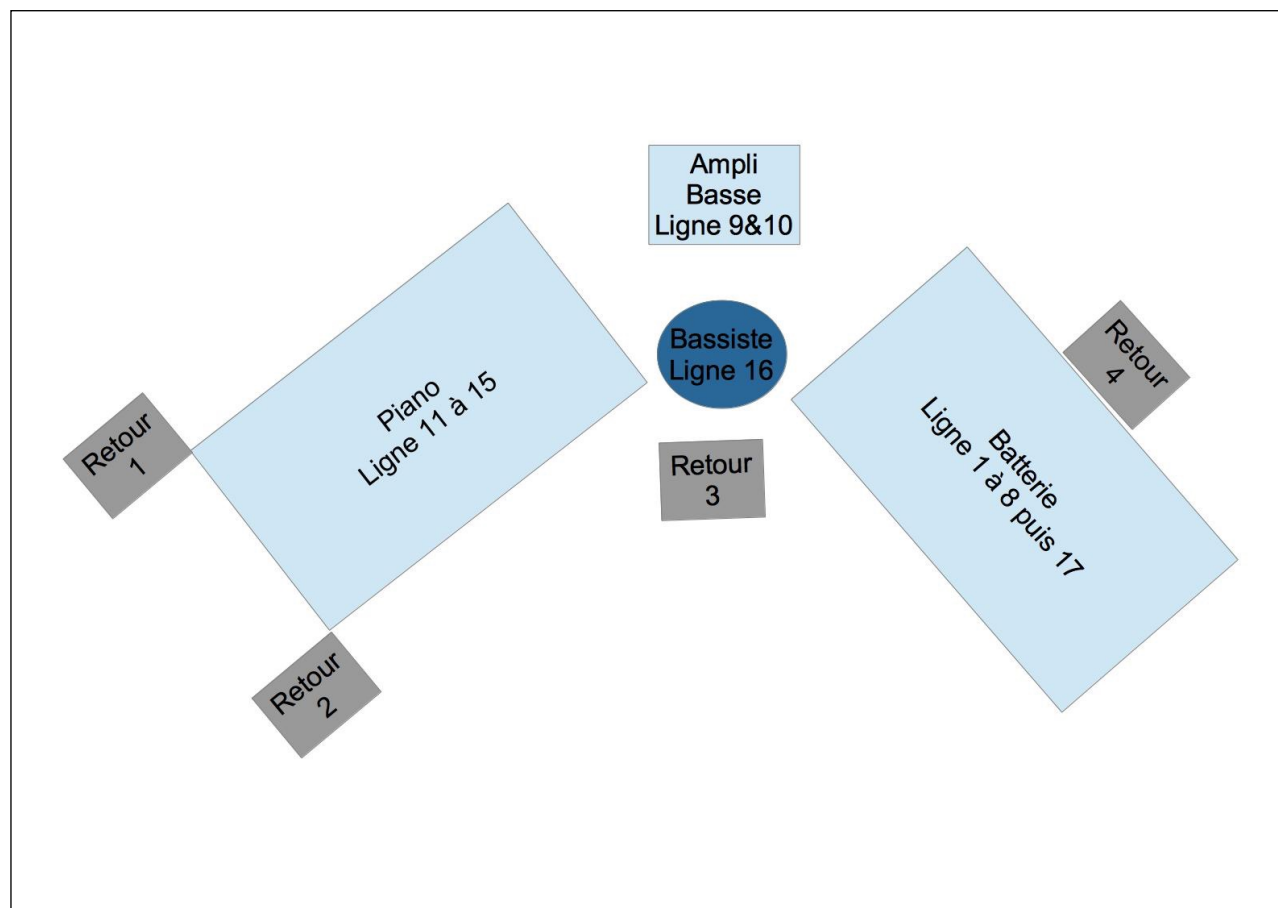 Ampli
Basse
Ligne 9&10
Bassiste
Ligne 16
Piano
Ligne 11 à 15
Retour
1
Retour
2
Retour
3
Batterie
Ligne 1 à 8 puis 17
Retour
4